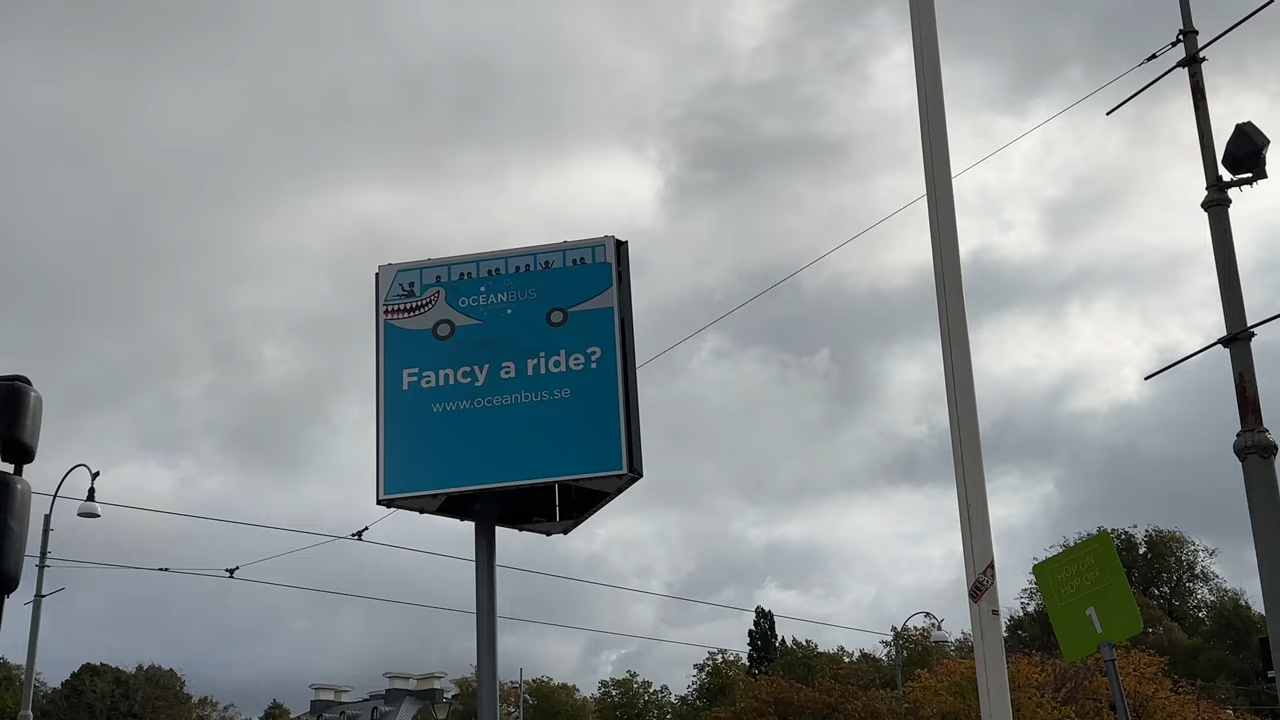 OCEANBUS
Fancy a ride?
www.oceanbus.se
HOP ON
HOP OFF
1